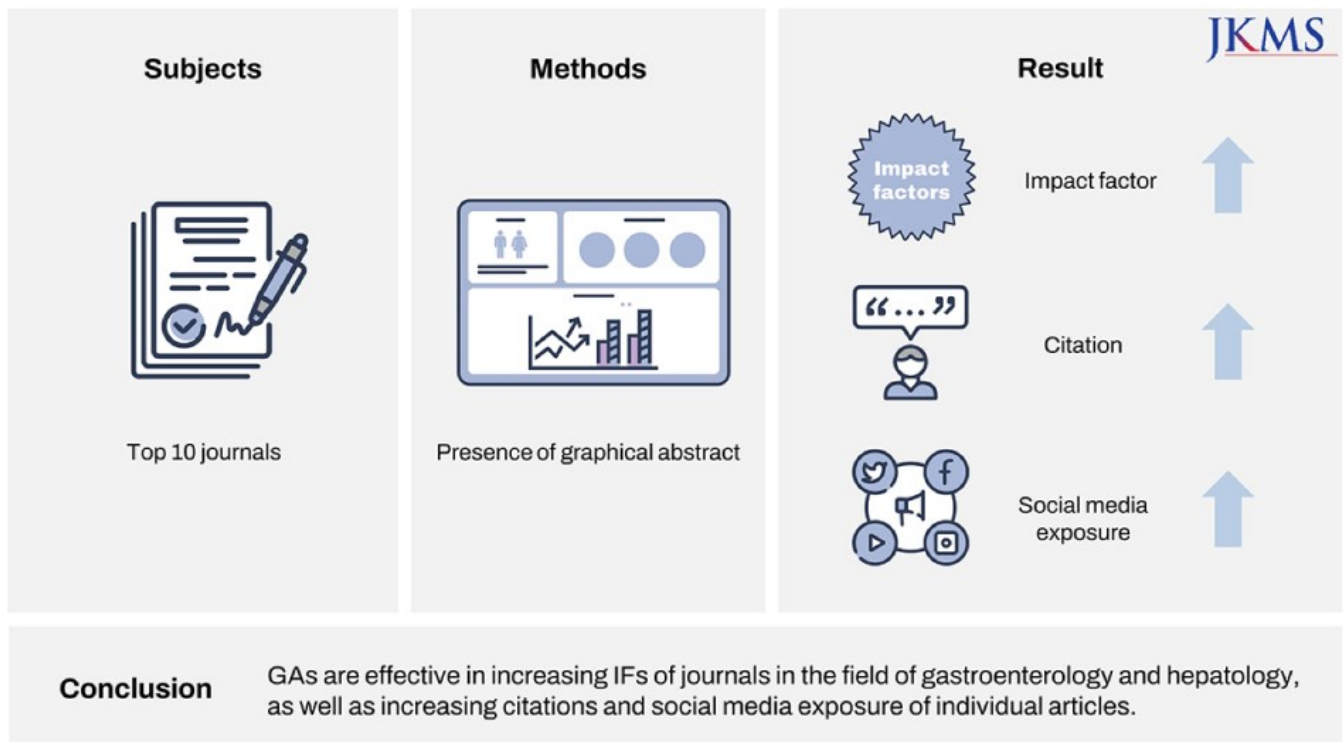 JKMS
Subjects
Top 10 journals
Methods
Presence of graphical abstract
Result
Impact
factors
Impact factor
“ ... ”
Citation
Social media
exposure
Conclusion
GAs are effective in increasing IFs of journals in the field of gastroenterology and hepatology,
as well as increasing citations and social media exposure of individual articles.